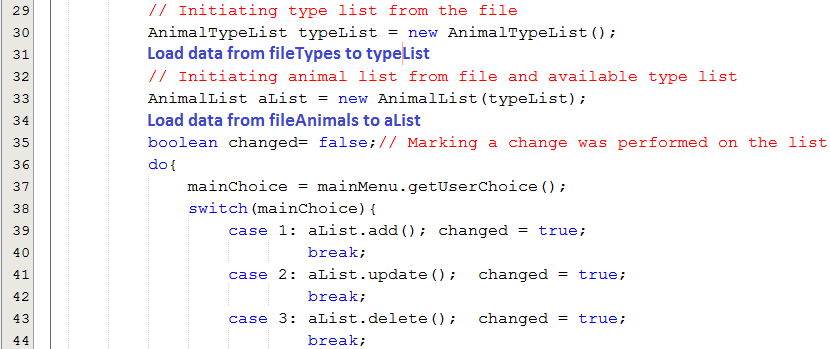 29 // Initiating type list from the file
30 AnimalTypeList typeList = new AnimalTypeList();
31 Load data from fileTypes to typeList
32 // Initiating animal list from file and available type list
33 AnimalList aList = new AnimalList(typeList);
34 Load data from fileAnimals to aList
35 boolean changed= false;// Marking a change was performed on the list
36 do{
37 mainChoice = mainMenu.getUserChoice();
38 switch(mainChoice){
39 case 1: aList.add(); changed = true;
40 break;
41 case 2: aList.update(); changed = true;
42 break;
43 case 3: aList.delete(); changed = true;
44 break;